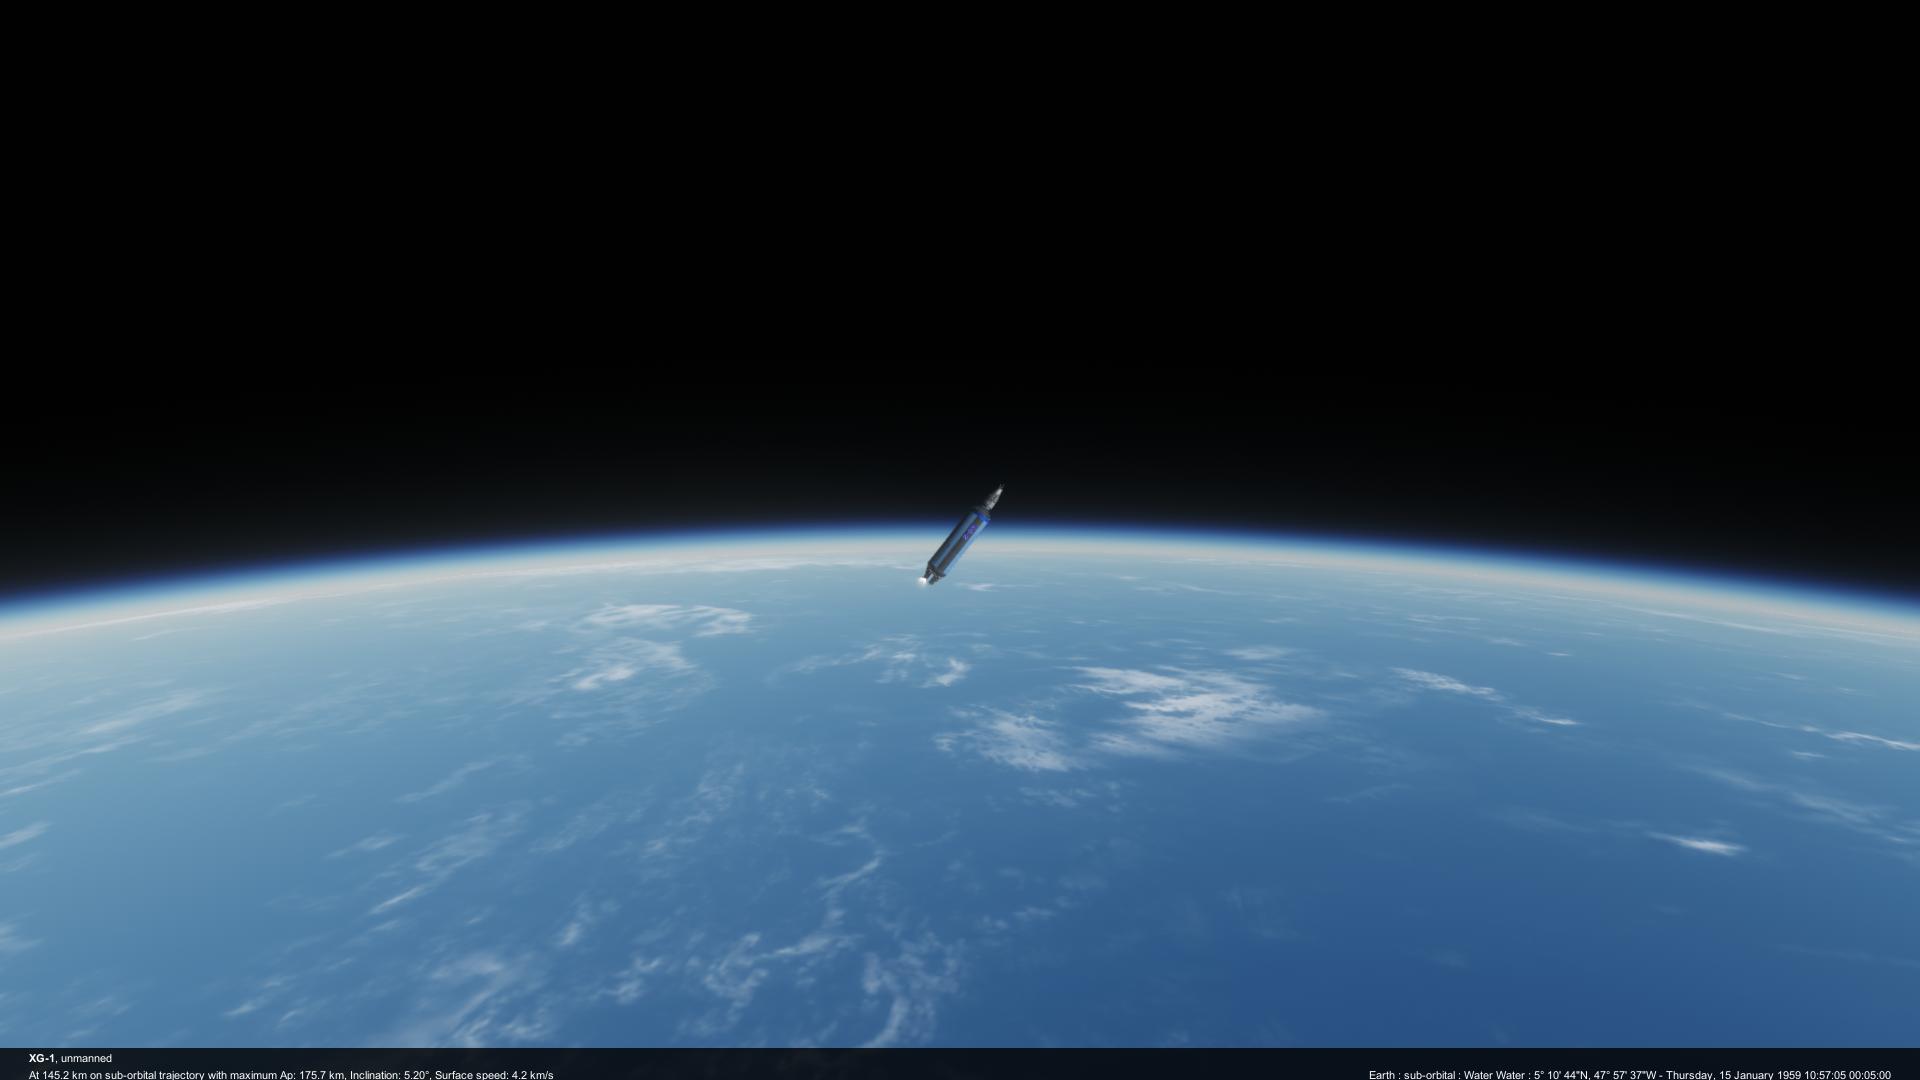 XG-1, unmanned
At 145.2 km on sub-orbital trajectory with maximum Ap: 175.7 km, Inclination: 5.20°, Surface speed: 4.2 km/s
Earth : sub-orbital : Water Water : 5° 10' 44"N, 47° 57' 37"W - Thursday, 15 January 1959 10:57:05 00:05:00